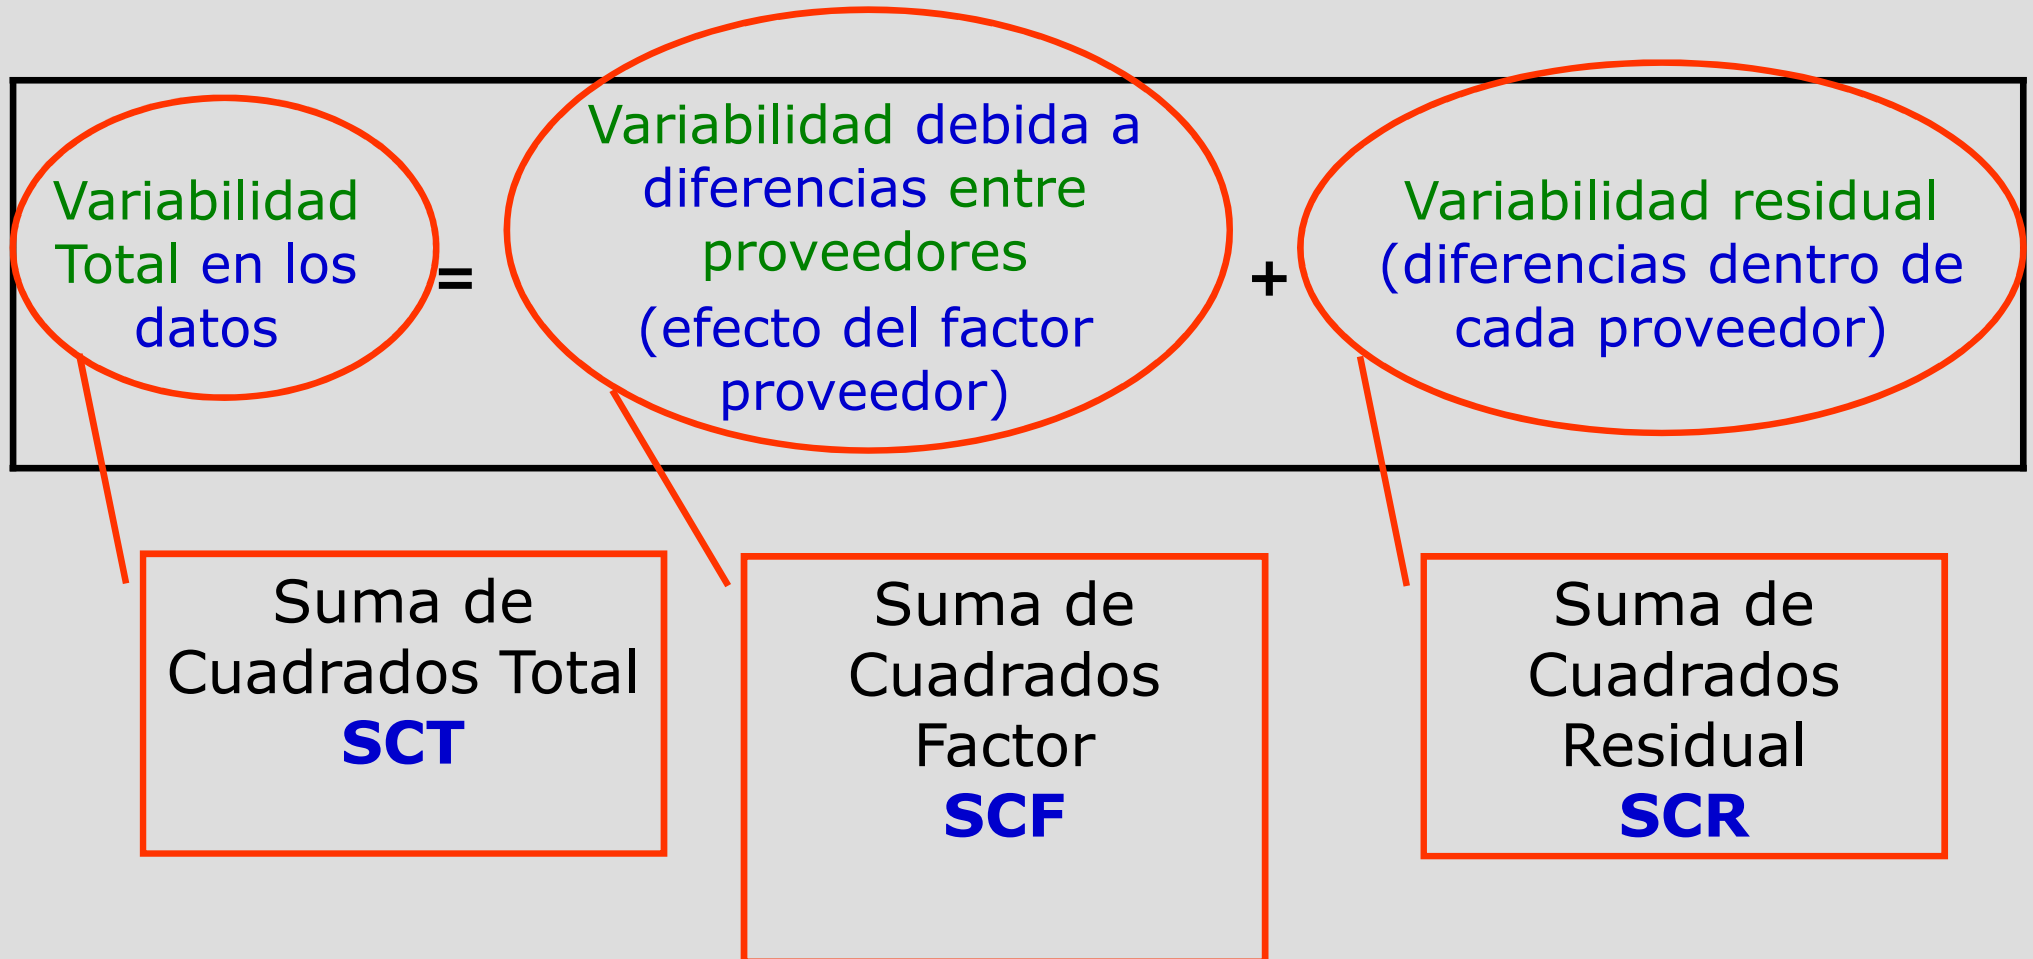 Variabilidad
Total en los
datos
=
Variabilidad debida a
diferencias entre
proveedores
(efecto del factor
proveedor)
+
Variabilidad residual
(diferencias dentro de
cada proveedor)
Suma de
Cuadrados Total
SCT
Suma de
Cuadrados
Factor
SCF
Suma de
Cuadrados
Residual
SCR